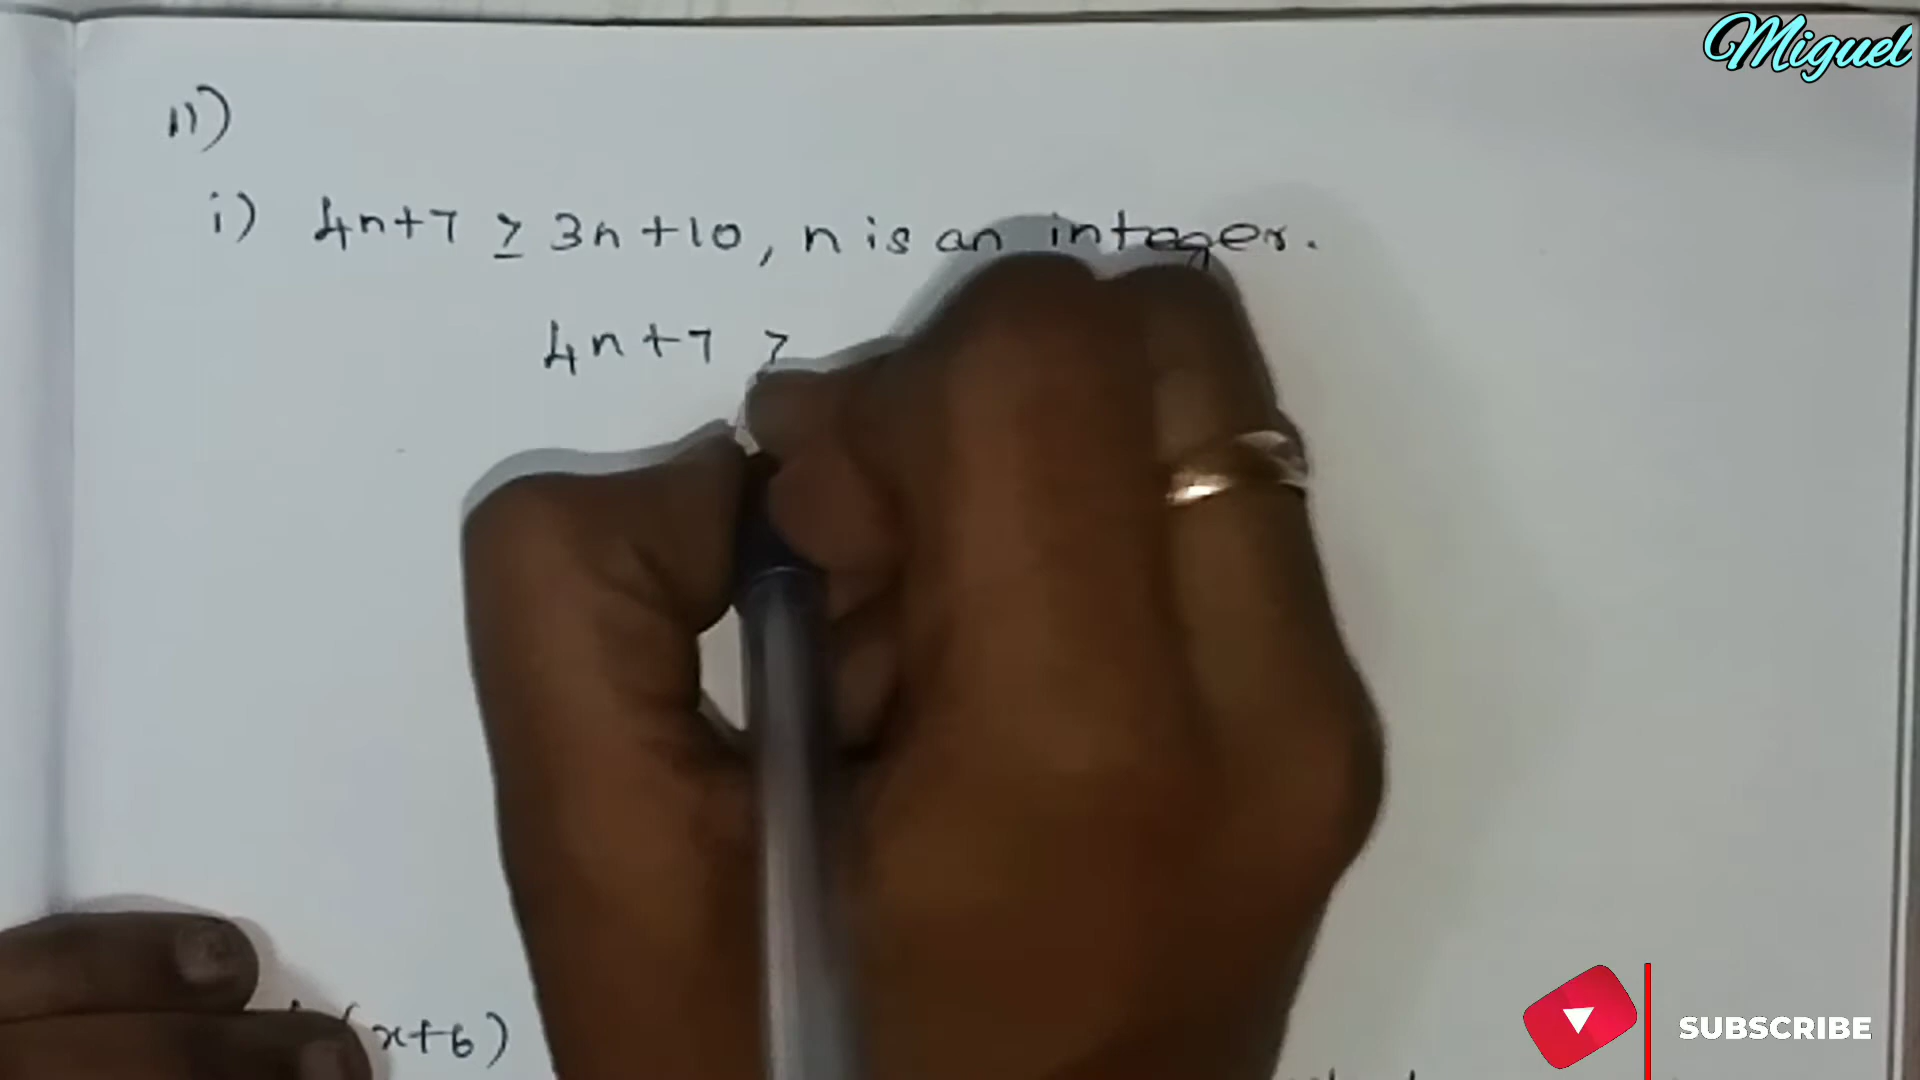 Miguel
11)
i) 4n+7 ≥ 3n+10, n is an integer.
4n+7 >
(x+6)
SUBSCRIBE